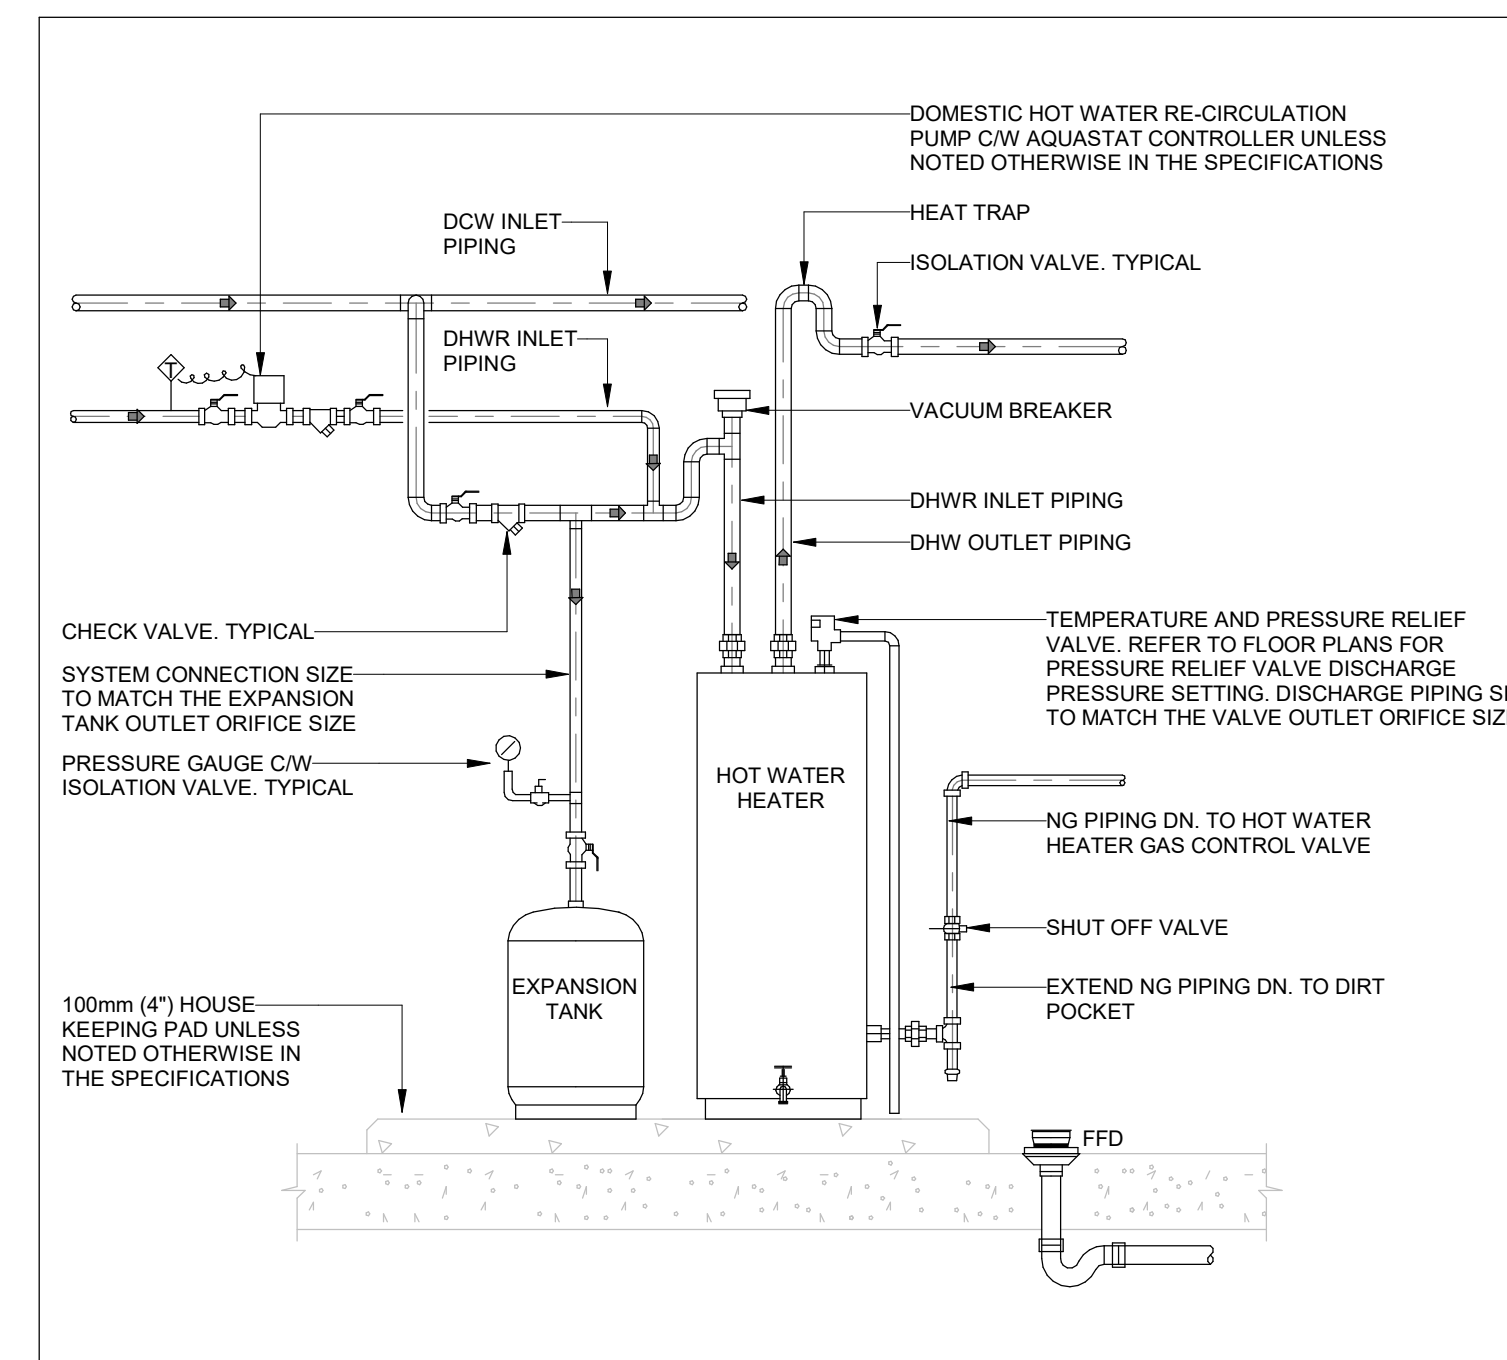 DOMESTIC HOT WATER RE-CIRCULATION
PUMP C/W AQUASTAT CONTROLLER UNLESS
NOTED OTHERWISE IN THE SPECIFICATIONS
DCW INLET
PIPING
HEAT TRAP
ISOLATION VALVE. TYPICAL
DHWR INLET
PIPING
T
VACUUM BREAKER
DHWR INLET PIPING
DHW OUTLET PIPING
CHECK VALVE. TYPICAL
SYSTEM CONNECTION SIZE
TO MATCH THE EXPANSION
TANK OUTLET ORIFICE SIZE
TEMPERATURE AND PRESSURE RELIEF
VALVE. REFER TO FLOOR PLANS FOR
PRESSURE RELIEF VALVE DISCHARGE
PRESSURE SETTING. DISCHARGE PIPING
TO MATCH THE VALVE OUTLET ORIFICE
PRESSURE GAUGE C/W
ISOLATION VALVE. TYPICAL
HOT WATER
HEATER
NG PIPING DN. TO HOT WATER
HEATER GAS CONTROL VALVE
SHUT OFF VALVE
EXPANSION
TANK
EXTEND NG PIPING DN. TO DIRT
POCKET
100mm (4") HOUSE
KEEPING PAD UNLESS
NOTED OTHERWISE IN
THE SPECIFICATIONS
FFD